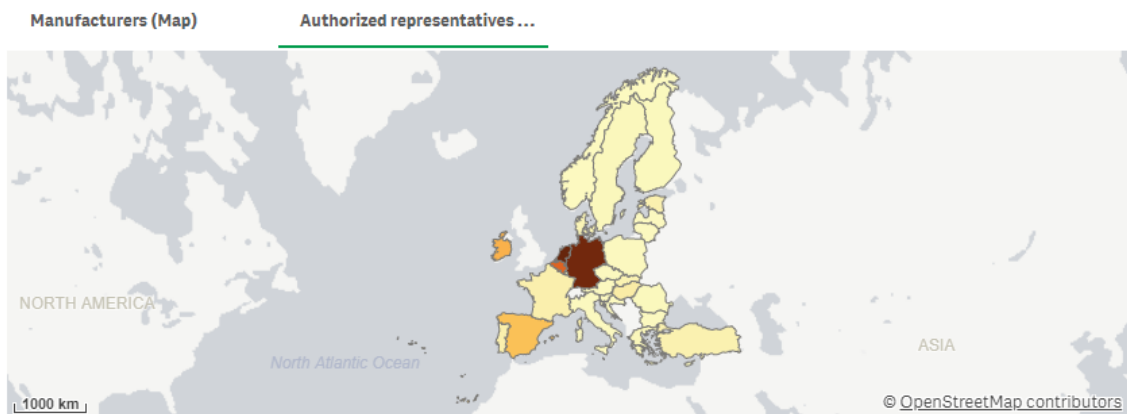 Manufacturers (Map)
Authorized representatives ...
NORTH AMERICA
North Atlantic Ocean
ASIA
1000 km
© OpenStreetMap contributors